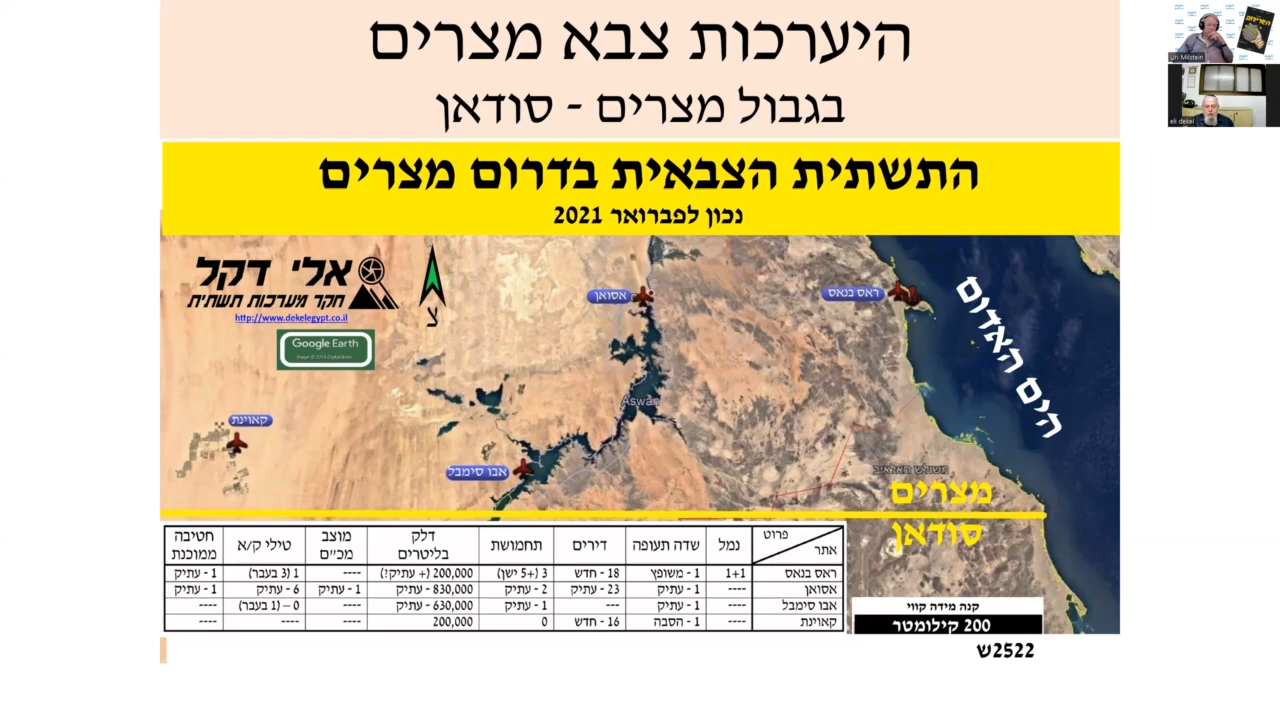 היערכות צבא מצרים
בגבול מצרים - סודאן
התשתית הצבאית בדרום מצרים
נכון לפברואר 2021
אלי דקל
חקר מערכות תשתית
http://www.dekelegypt.co.il
Google Earth
צ
אסואן
ראס בנאס
הים האדום
Aswan
קאוינת
אבו סימבל
משולש חאלאיב
מצרים
סודאן
פרוט אתר | נמל | שדה תעופה | דירים | תחמושת | דלק בליטרים | מוצב מכ״ם | טילי ק/א | חטיבה ממוכנת
ראס בנאס | 1+1 | 1 - משופץ | 18 - חדש | 3 (+5 ישן) | 200,000 (+ עתיק?!) | ---- | 1 (3 בעבר) | 1 - עתיק
אסואן | ---- | 1 - עתיק | 23 - עתיק | 2 - עתיק | 830,000 - עתיק | 1 - עתיק | 6 - עתיק | 1 - עתיק
אבו סימבל | ---- | 1 - עתיק | --- | 1 - עתיק | 630,000 - עתיק | ---- | 0 – (1 בעבר) | ----
קאוינת | ---- | 1 - הסבה | 16 - חדש | 0 | 200,000 | ---- | ---- | ----
קנה מידה קווי
200 קילומטר
2522ש
Uri Milstein
eli dekel